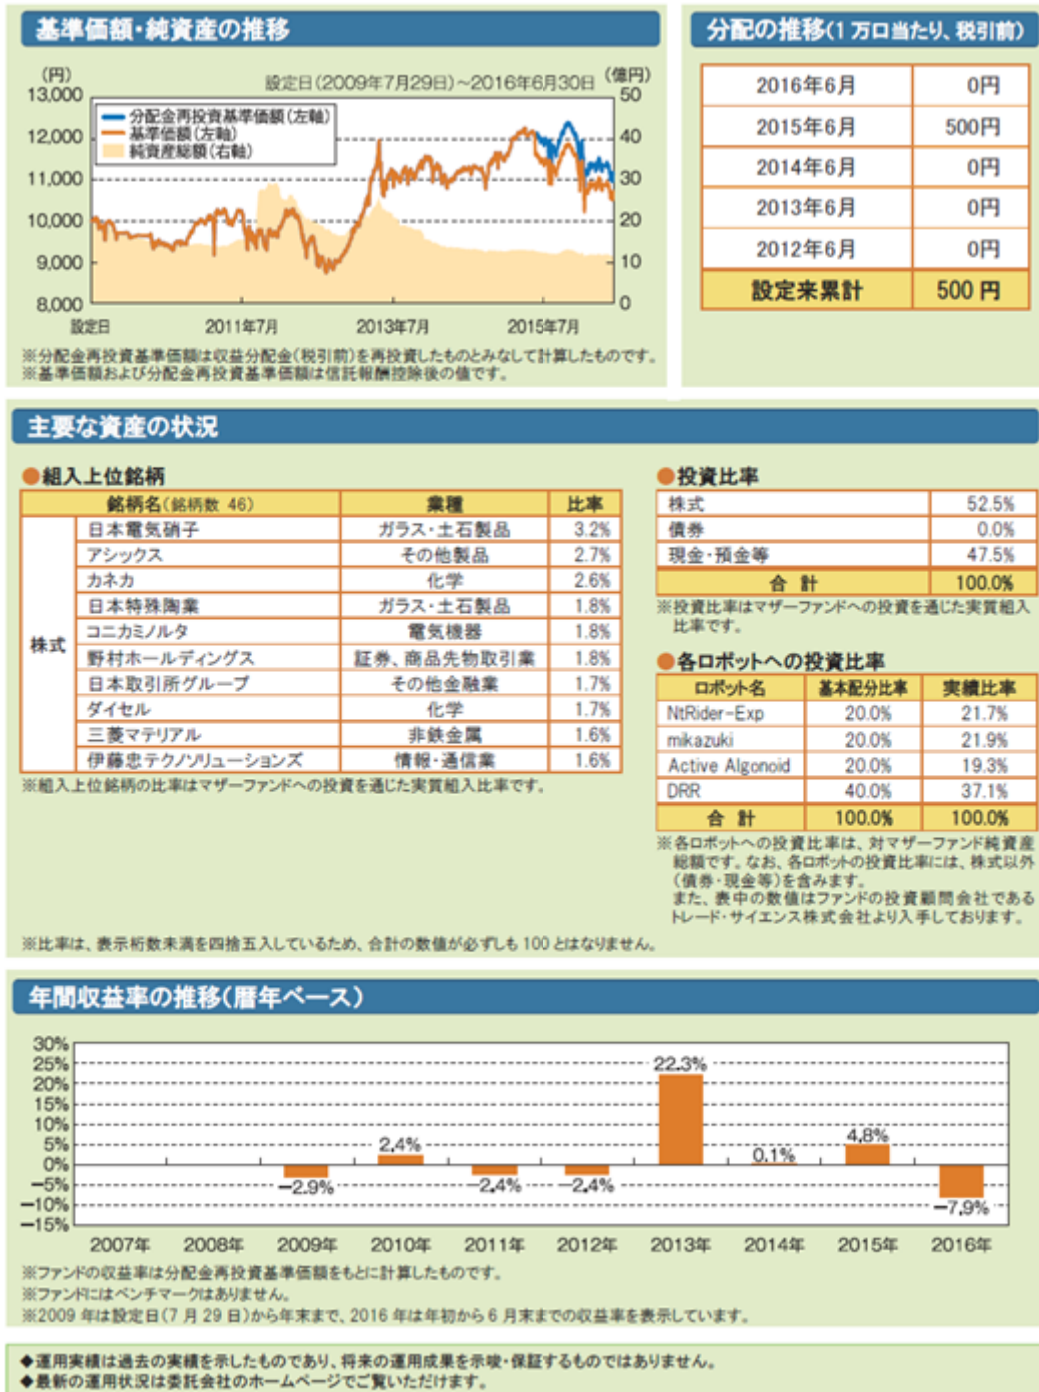 基準価額・純資産の推移
(円)
設定日(2009年7月29日)~2016年6月30日
(億円)
13,000
12,000
11,000
10,000
9,000
8,000
50
40
30
20
10
0
分配金再投資基準価額(左軸)
基準価額(左軸)
純資産総額(右軸)
設定日 2011年7月 2013年7月 2015年7月
※分配金再投資基準価額は収益分配金(税引前)を再投資したものとみなして計算したものです。
※基準価額および分配金再投資基準価額は信託報酬控除後の値です。
分配の推移(1万口当たり、税引前)
2016年6月 0円
2015年6月 500円
2014年6月 0円
2013年6月 0円
2012年6月 0円
設定来累計 500 円
主要な資産の状況
●組入上位銘柄
銘柄名(銘柄数 46) 業種 比率
株式
日本電気硝子 ガラス・土石製品 3.2%
アシックス その他製品 2.7%
カネカ 化学 2.6%
日本特殊陶業 ガラス・土石製品 1.8%
コニカミノルタ 電気機器 1.8%
野村ホールディングス 証券、商品先物取引業 1.8%
日本取引所グループ その他金融業 1.7%
ダイセル 化学 1.7%
三菱マテリアル 非鉄金属 1.6%
伊藤忠テクノソリューションズ 情報・通信業 1.6%
※組入上位銘柄の比率はマザーファンドへの投資を通じた実質組入比率です。
●投資比率
株式 52.5%
債券 0.0%
現金・預金等 47.5%
合 計 100.0%
※投資比率はマザーファンドへの投資を通じた実質組入
比率です。
●各ロボットへの投資比率
ロボット名 基本配分比率 実績比率
NtRider-Exp 20.0% 21.7%
mikazuki 20.0% 21.9%
Active Algonoid 20.0% 19.3%
DRR 40.0% 37.1%
合 計 100.0% 100.0%
※各ロボットへの投資比率は、対マザーファンド純資産
総額です。なお、各ロボットの投資比率には、株式以外
(債券・現金等)を含みます。
また、表中の数値はファンドの投資顧問会社である
トレード・サイエンス株式会社より入手しております。
※比率は、表示桁数未満を四捨五入しているため、合計の数値が必ずしも 100 とはなりません。
年間収益率の推移(暦年ベース)
30%
25%
20%
15%
10%
5%
0%
−5%
−10%
−15%
−2.9%
2.4%
−2.4%
−2.4%
22.3%
0.1%
4.8%
−7.9%
2007年 2008年 2009年 2010年 2011年 2012年 2013年 2014年 2015年 2016年
※ファンドの収益率は分配金再投資基準価額をもとに計算したものです。
※ファンドにはベンチマークはありません。
※2009 年は設定日(7 月 29 日)から年末まで、2016 年は年初から 6 月末までの収益率を表示しています。
◆運用実績は過去の実績を示したものであり、将来の運用成果を示唆・保証するものではありません。
◆最新の運用状況は委託会社のホームページでご覧いただけます。